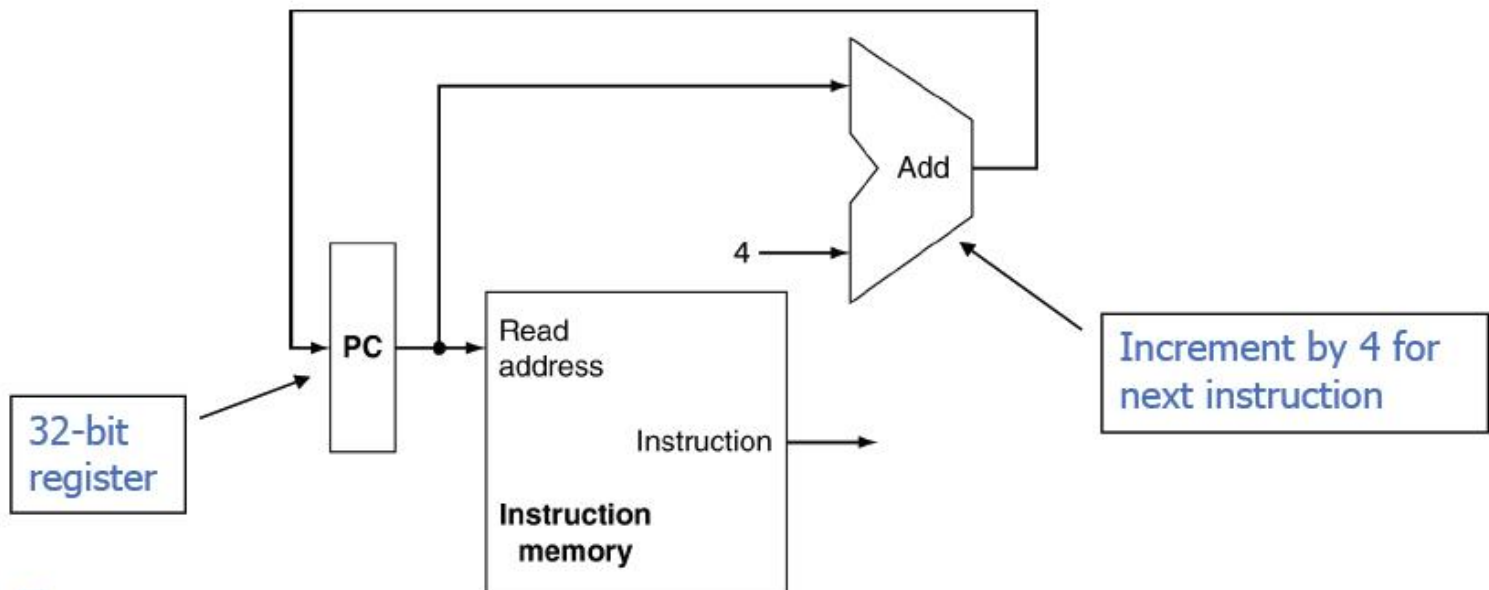 Add
4
PC
Read
address
Increment by 4 for
next instruction
32-bit
register
Instruction
Instruction
memory